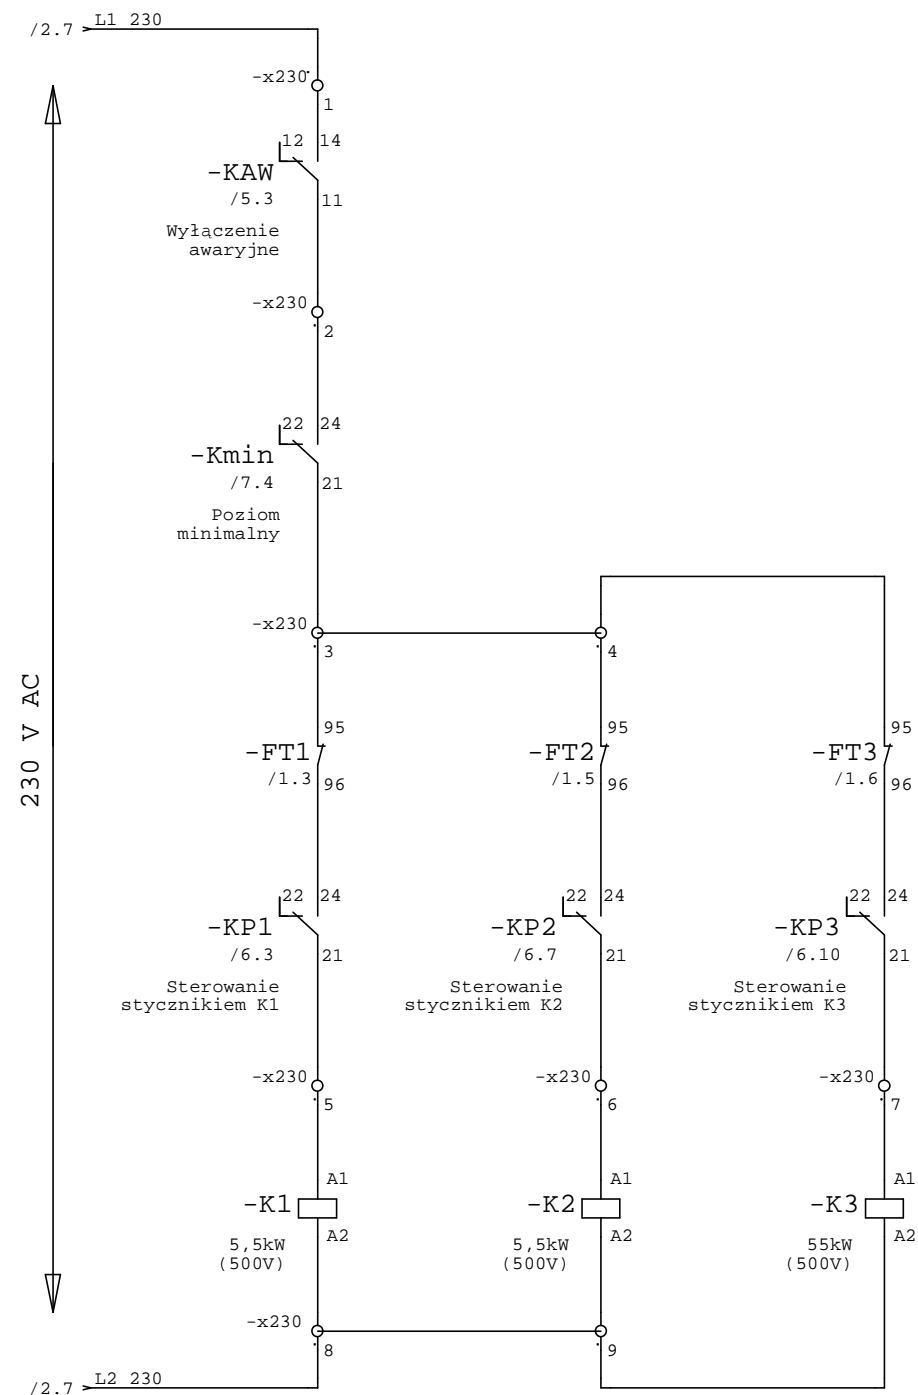 /2.7 L1 230
-x230
1
12 14
-KAW
/5.3 11
Wyłączenie
awaryjne
-x230
2
22 24
-Kmin
/7.4 21
Poziom
minimalny
-x230
3 4
230 V AC
95 95 95
-FT1 -FT2 -FT3
/1.3 96 /1.5 96 /1.6 96
22 24 22 24 22 24
-KP1 -KP2 -KP3
/6.3 21 /6.7 21 /6.10 21
Sterowanie Sterowanie Sterowanie
stycznikiem K1 stycznikiem K2 stycznikiem K3
-x230 -x230 -x230
5 6 7
A1 A1 A1
-K1 -K2 -K3
A2 A2 A2
5,5kW 5,5kW 55kW
(500V) (500V) (500V)
-x230
8 9
/2.7 L2 230